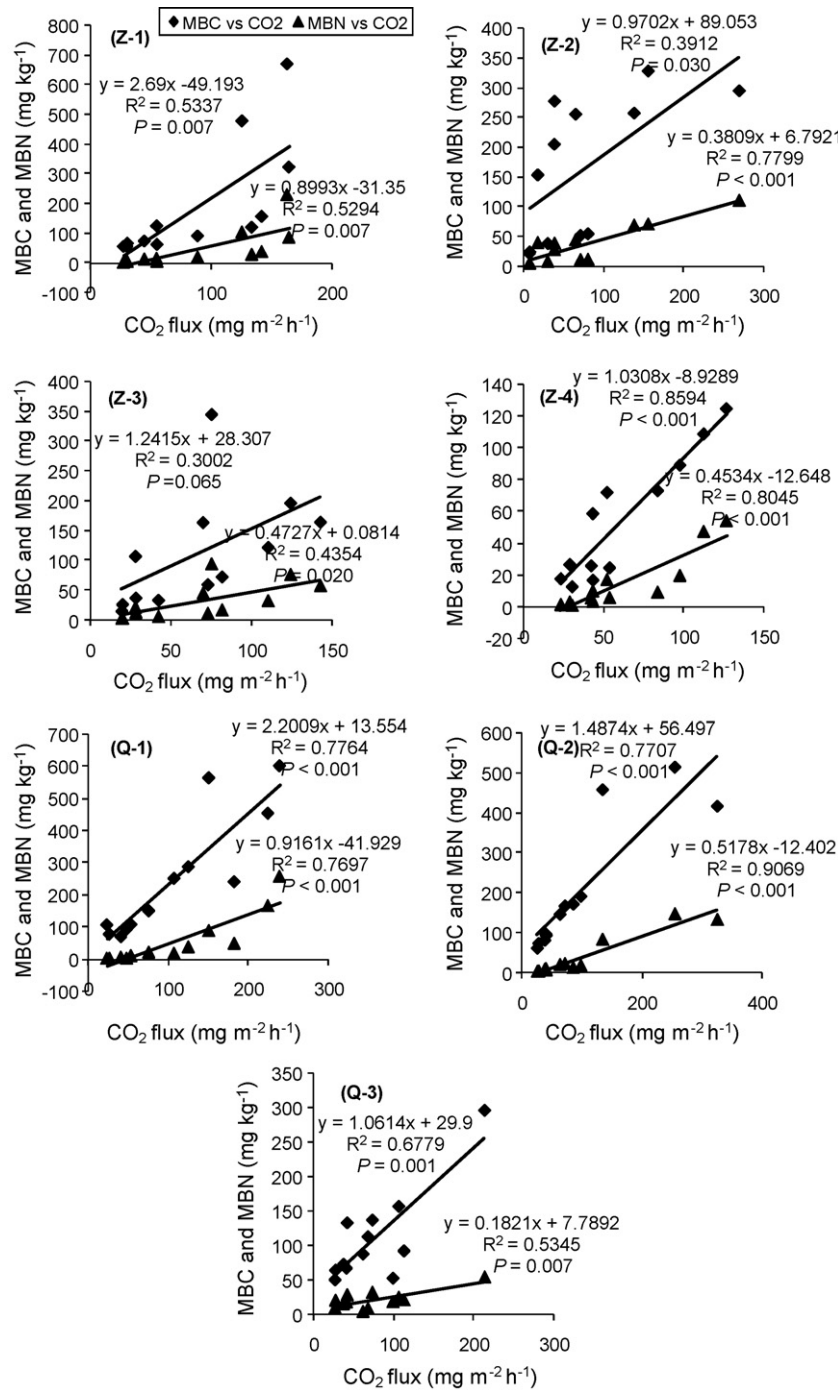 MBC vs CO2 MBN vs CO2
(Z-1)
MBC and MBN (mg kg⁻¹)
800
700
600
500
400
300
200
100
0
-100
y = 2.69x -49.193
R² = 0.5337
P = 0.007
y = 0.8993x -31.35
R² = 0.5294
P = 0.007
0 100 200
CO₂ flux (mg m⁻² h⁻¹)
(Z-2)
MBC and MBN (mg kg⁻¹)
400
350
300
250
200
150
100
50
0
y = 0.9702x + 89.053
R² = 0.3912
P = 0.030
y = 0.3809x + 6.7921
R² = 0.7799
P < 0.001
0 100 200 300
CO₂ flux (mg m⁻² h⁻¹)
(Z-3)
MBC and MBN (mg kg⁻¹)
400
350
300
250
200
150
100
50
0
y = 1.2415x + 28.307
R² = 0.3002
P =0.065
y = 0.4727x + 0.0814
R² = 0.4354
P = 0.020
0 50 100 150
CO₂ flux (mg m⁻² h⁻¹)
(Z-4)
MBC and MBN (mg kg⁻¹)
140
120
100
80
60
40
20
0
-20
y = 1.0308x -8.9289
R² = 0.8594
P < 0.001
y = 0.4534x -12.648
R² = 0.8045
P < 0.001
0 50 100 150
CO₂ flux (mg m⁻² h⁻¹)
(Q-1)
MBC and MBN (mg kg⁻¹)
700
600
500
400
300
200
100
0
-100
y = 2.2009x + 13.554
R² = 0.7764
P < 0.001
y = 0.9161x -41.929
R² = 0.7697
P < 0.001
0 100 200 300
CO₂ flux (mg m⁻² h⁻¹)
(Q-2)
MBC and MBN (mg kg⁻¹)
600
500
400
300
200
100
0
y = 1.4874x + 56.497
R² = 0.7707
P < 0.001
y = 0.5178x -12.402
R² = 0.9069
P < 0.001
0 200 400
CO₂ flux (mg m⁻² h⁻¹)
(Q-3)
MBC and MBN (mg kg⁻¹)
350
300
250
200
150
100
50
0
y = 1.0614x + 29.9
R² = 0.6779
P = 0.001
y = 0.1821x + 7.7892
R² = 0.5345
P = 0.007
0 100 200 300
CO₂ flux (mg m⁻² h⁻¹)